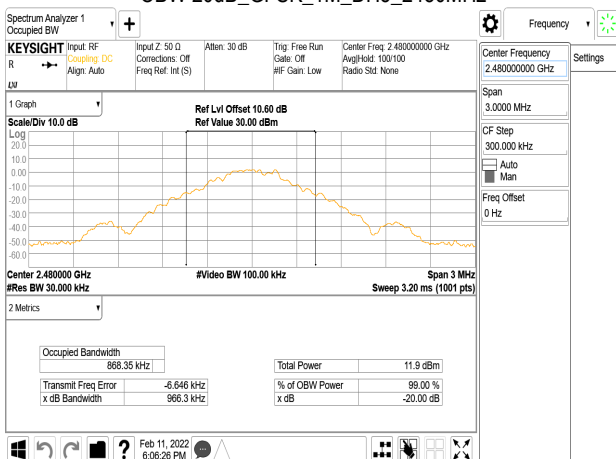 Spectrum Analyzer 1
Occupied BW
Frequency
KEYSIGHT
R
Input: RF
Coupling: DC
Align: Auto
Input Z: 50 Ω
Corrections: Off
Freq Ref: Int (S)
Atten: 30 dB
Trig: Free Run
Gate: Off
#IF Gain: Low
Center Freq: 2.480000000 GHz
Avg|Hold: 100/100
Radio Std: None
Center Frequency
2.480000000 GHz
Settings
Span
3.0000 MHz
CF Step
300.000 kHz
Auto
Man
Freq Offset
0 Hz
1 Graph
Scale/Div 10.0 dB
Ref Lvl Offset 10.60 dB
Ref Value 30.00 dBm
Log
20.0
10.0
0.00
-10.0
-20.0
-30.0
-40.0
-50.0
-60.0
Center 2.480000 GHz
#Video BW 100.00 kHz
Span 3 MHz
#Res BW 30.000 kHz
Sweep 3.20 ms (1001 pts)
2 Metrics
Occupied Bandwidth
868.35 kHz
Total Power 11.9 dBm
Transmit Freq Error -6.646 kHz
% of OBW Power 99.00 %
x dB Bandwidth 966.3 kHz
x dB -20.00 dB
Feb 11, 2022
6:06:26 PM